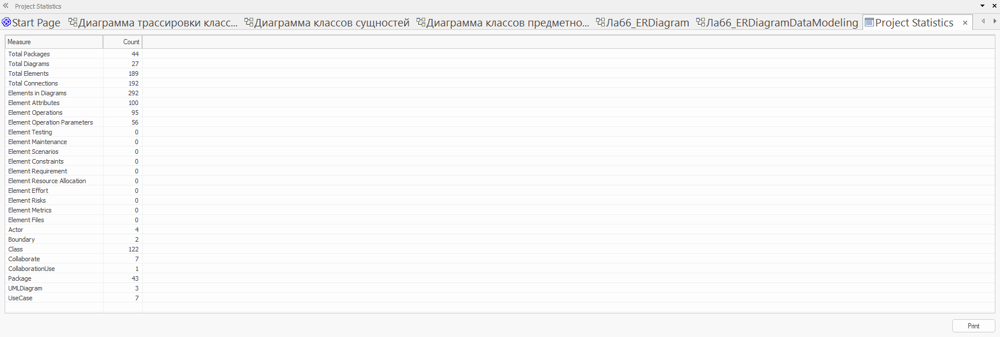 Project Statistics
Start Page Диаграмма трассировки класс... Диаграмма классов сущностей Диаграмма классов предметно... Лаб6_ERDiagram Лаб6_ERDiagramDataModeling Project Statistics
Measure Count
Total Packages 44
Total Diagrams 27
Total Elements 189
Total Connections 192
Elements in Diagrams 292
Element Attributes 100
Element Operations 95
Element Operation Parameters 56
Element Testing 0
Element Maintenance 0
Element Scenarios 0
Element Constraints 0
Element Requirement 0
Element Resource Allocation 0
Element Effort 0
Element Risks 0
Element Metrics 0
Element Files 0
Actor 4
Boundary 2
Class 122
Collaborate 7
CollaborationUse 1
Package 43
UMLDiagram 3
UseCase 7
Print